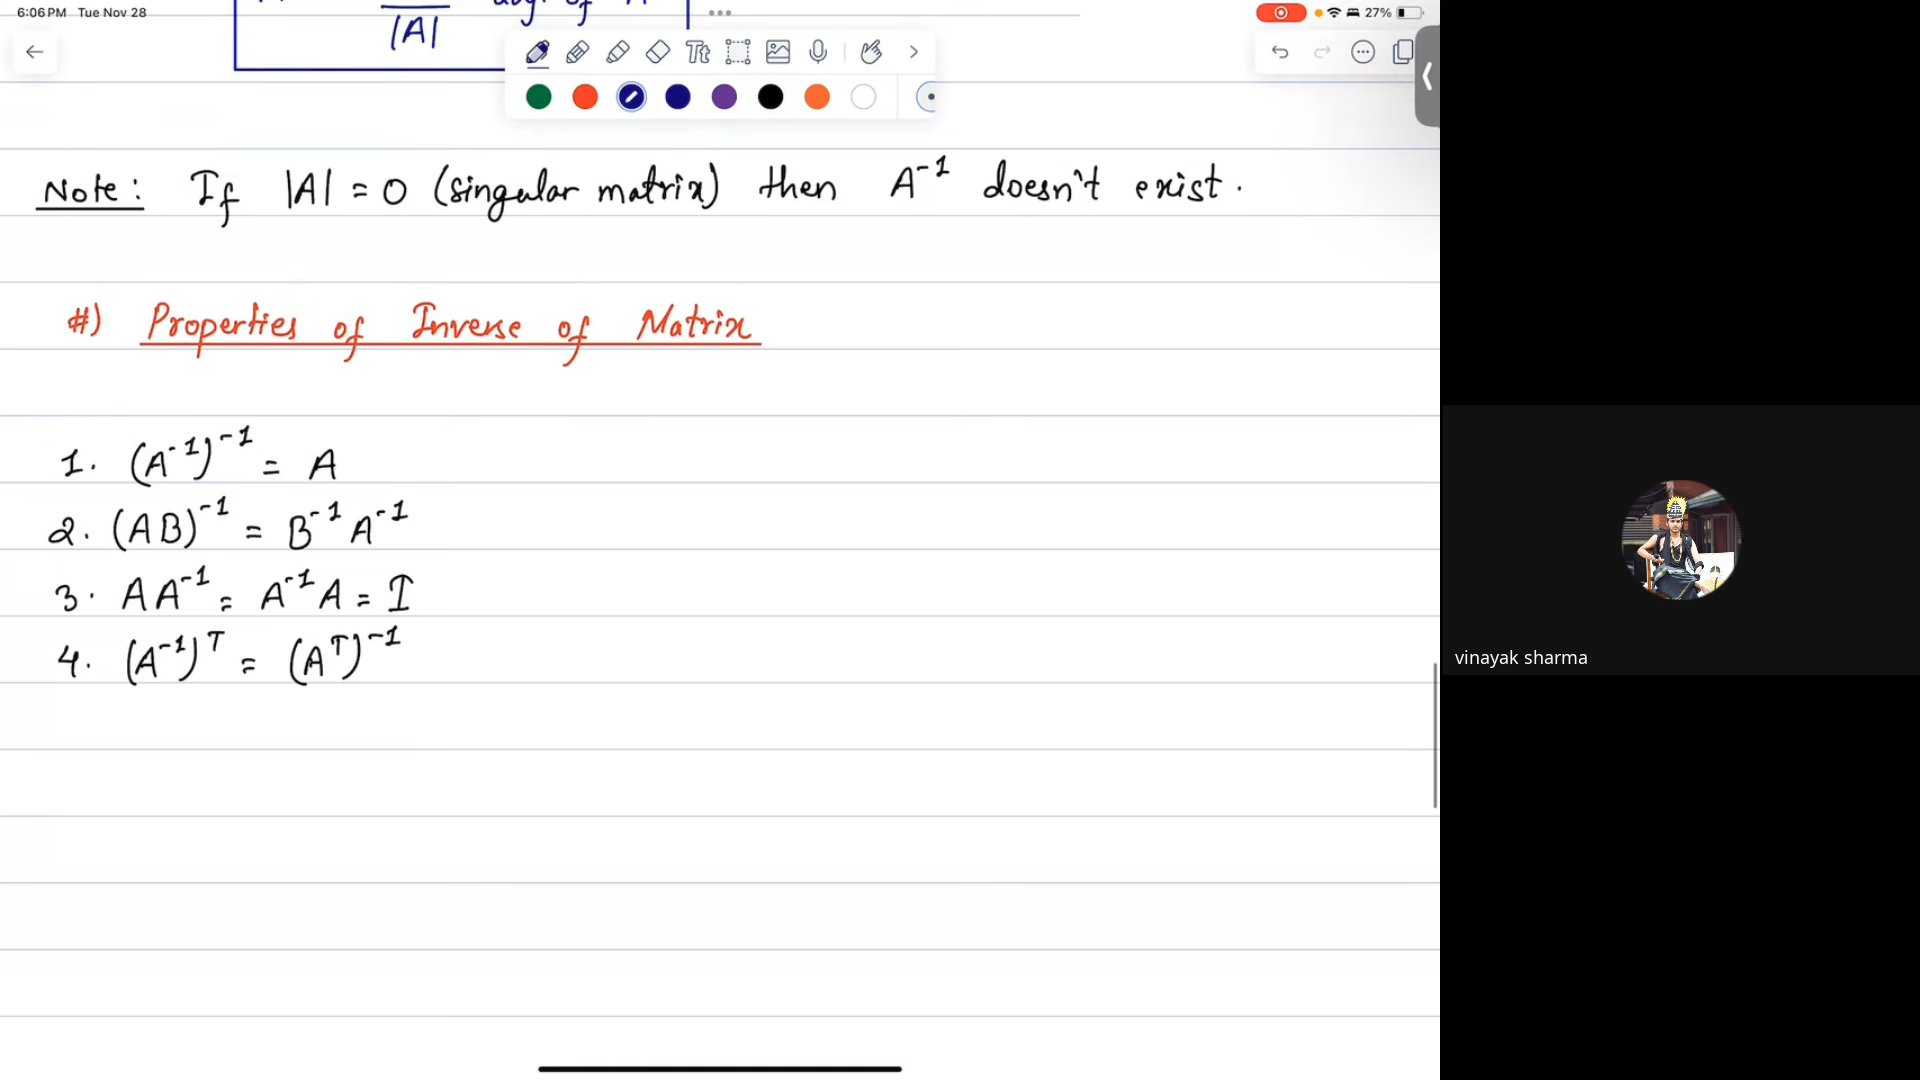 6:06 PM Tue Nov 28
27%
|A|
Tt
Note: If |A| = 0 (singular matrix) then A⁻¹ doesn't exist.
#) Properties of Inverse of Matrix
1. (A⁻¹)⁻¹ = A
2. (AB)⁻¹ = B⁻¹ A⁻¹
3. AA⁻¹ = A⁻¹A = I
4. (A⁻¹)ᵀ = (Aᵀ)⁻¹
vinayak sharma